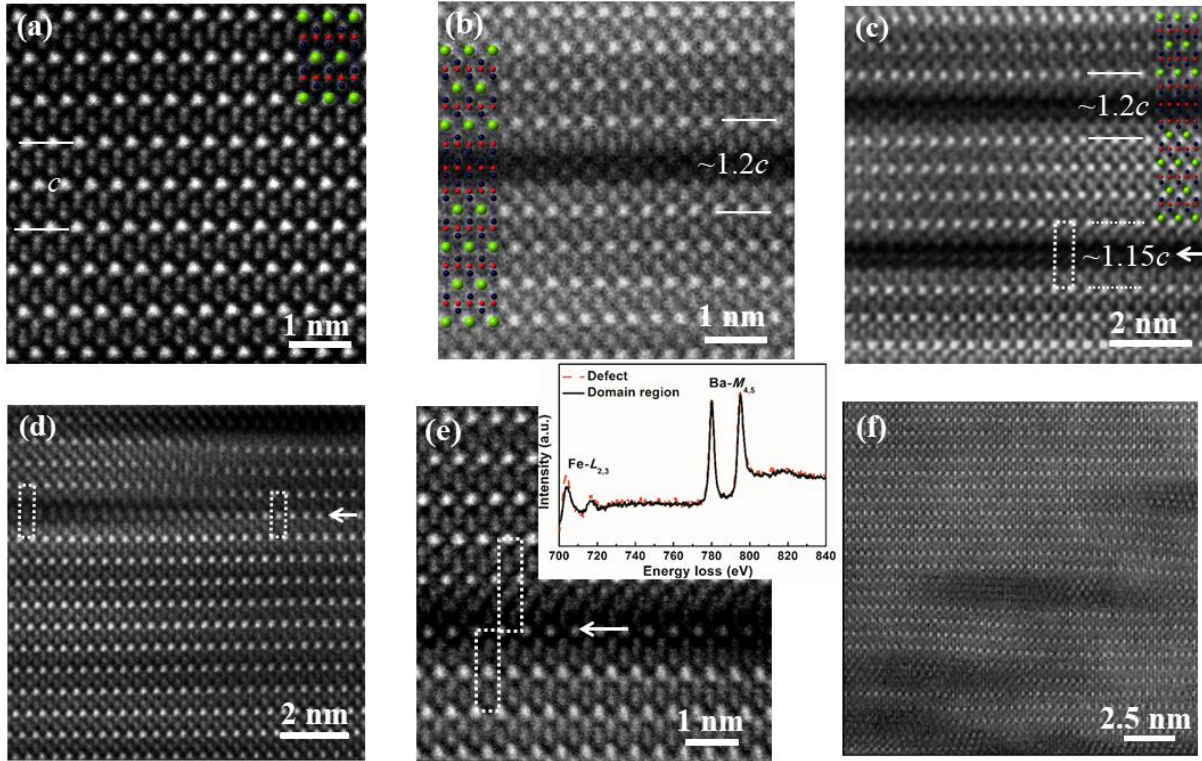 (a)
c
1 nm
(b)
~1.2c
1 nm
(c)
~1.2c
~1.15c
2 nm
(d)
2 nm
(e)
1 nm
Defect
Domain region
Ba-M4,5
Fe-L2,3
Intensity (a.u.)
700 720 740 760 780 800 820 840
Energy loss (eV)
(f)
2.5 nm